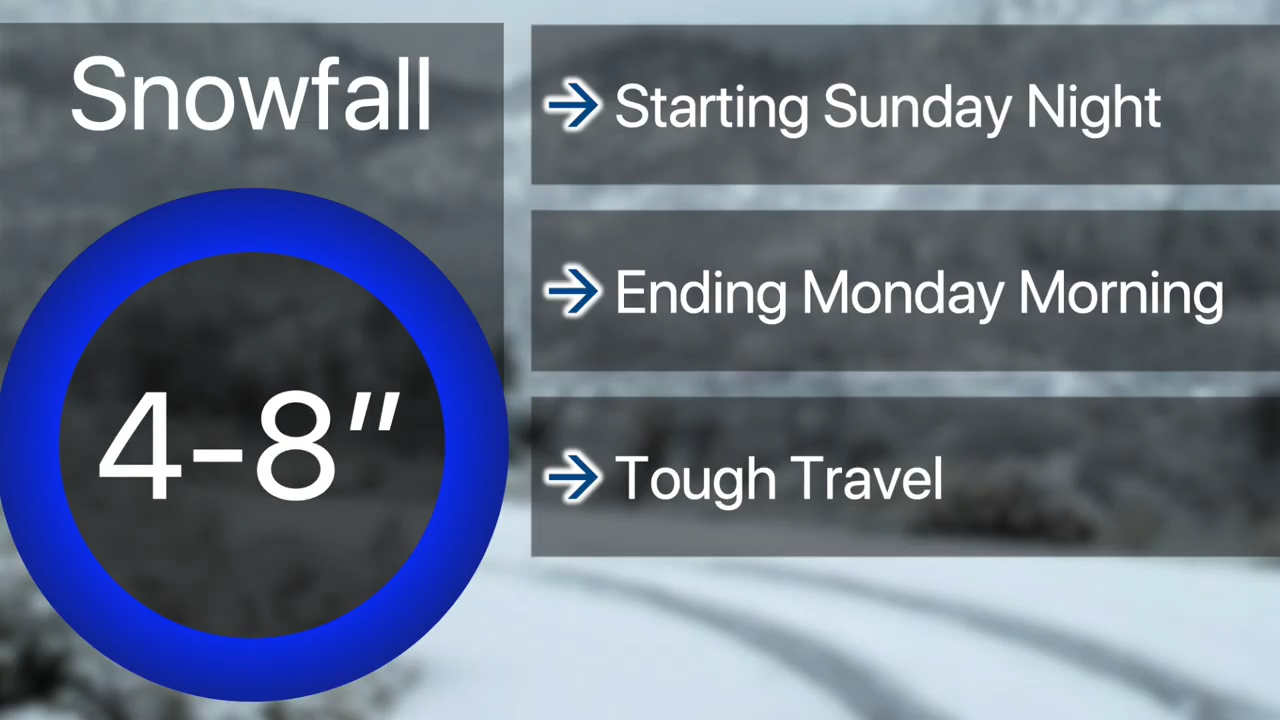 Snowfall
4-8"
Starting Sunday Night
Ending Monday Morning
Tough Travel